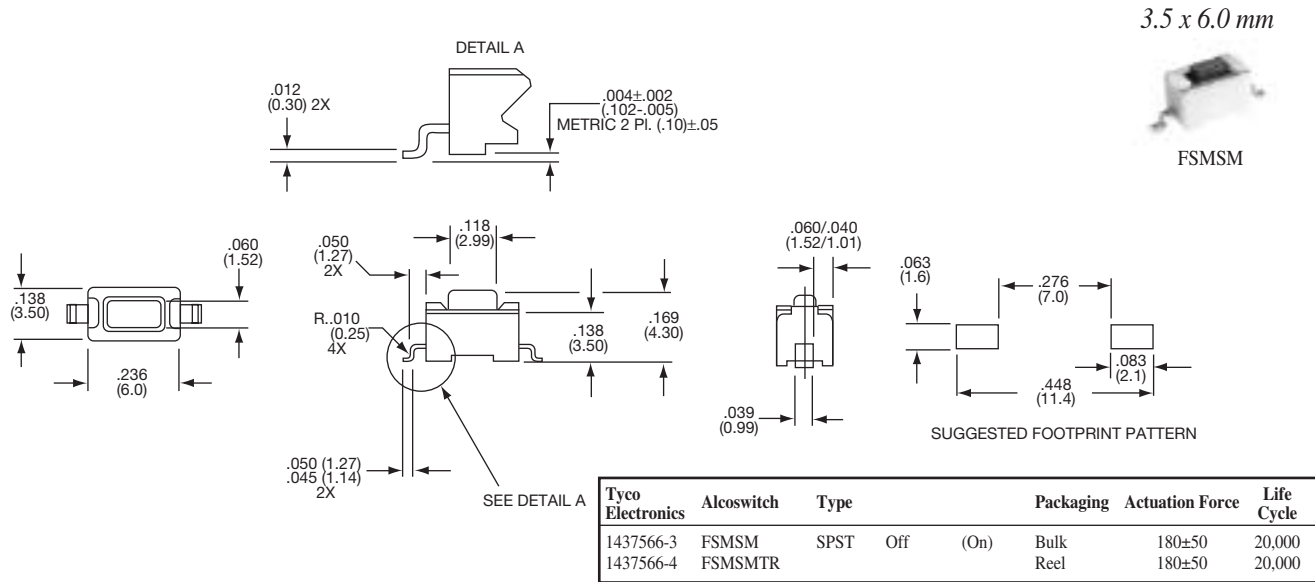 3.5 x 6.0 mm
FSMSM
DETAIL A
.012
(0.30) 2X
.004±.002
(.102-.005)
METRIC 2 Pl. (.10)±.05
.138
(3.50)
.060
(1.52)
.236
(6.0)
.050
(1.27)
2X
.118
(2.99)
R..010
(0.25)
4X
.138
(3.50)
.169
(4.30)
.050 (1.27)
.045 (1.14)
2X
SEE DETAIL A
.060/.040
(1.52/1.01)
.039
(0.99)
.063
(1.6)
.276
(7.0)
.083
(2.1)
.448
(11.4)
SUGGESTED FOOTPRINT PATTERN
Tyco Electronics Alcoswitch Type Packaging Actuation Force Life Cycle
1437566-3 FSMSM SPST Off (On) Bulk 180±50 20,000
1437566-4 FSMSMTR Reel 180±50 20,000